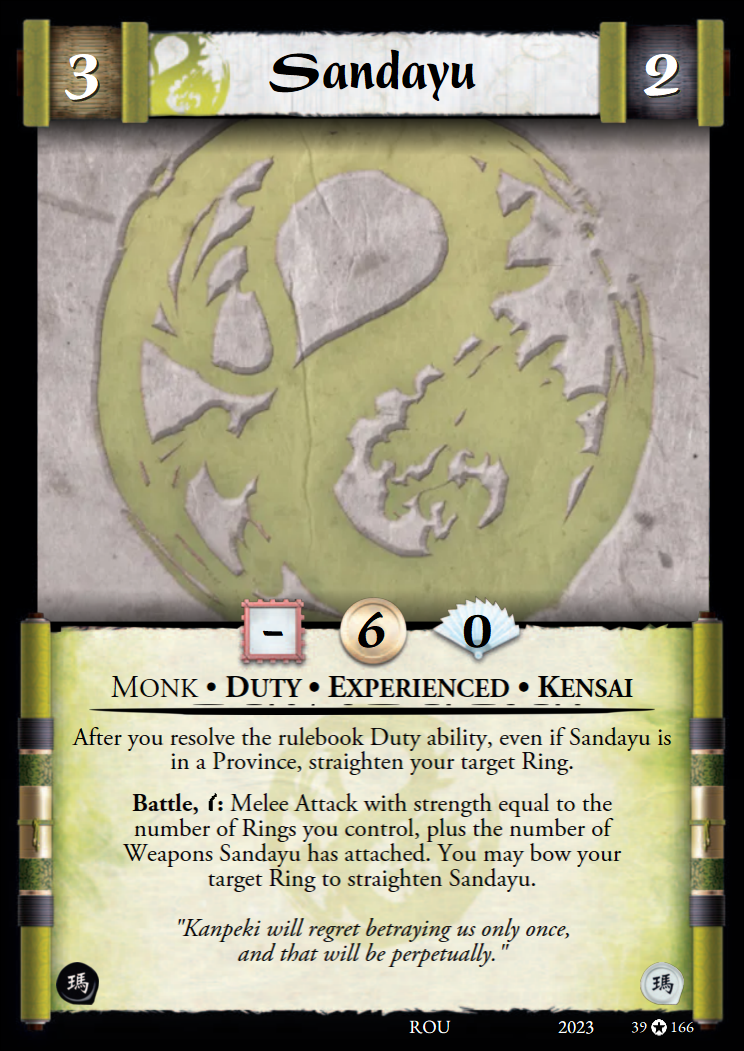 3 Sandayu 2
- 6 0
Monk • Duty • Experienced • Kensai
After you resolve the rulebook Duty ability, even if Sandayu is
in a Province, straighten your target Ring.
Battle, : Melee Attack with strength equal to the
number of Rings you control, plus the number of
Weapons Sandayu has attached. You may bow your
target Ring to straighten Sandayu.
"Kanpeki will regret betraying us only once,
and that will be perpetually."
瑪 瑪
ROU 2023 39 166